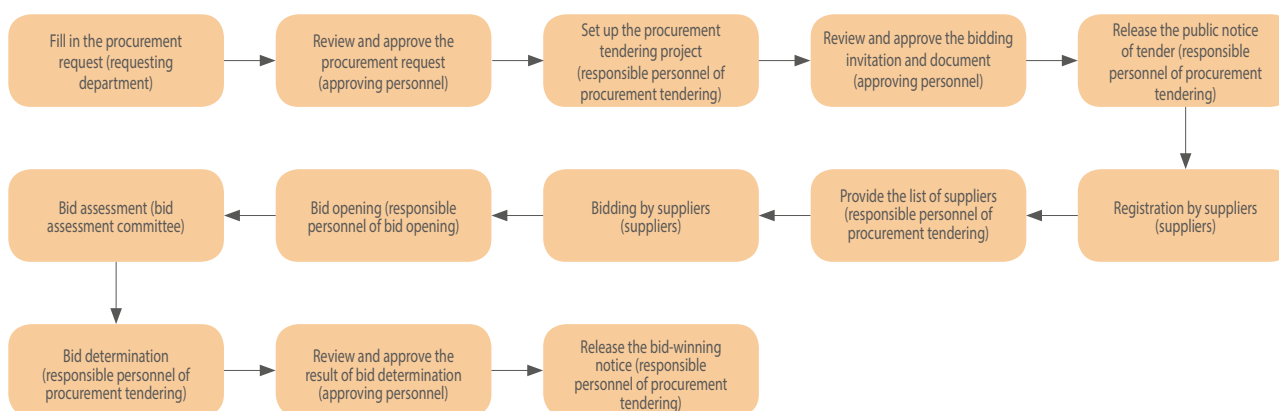 Fill in the procurement
request (requesting
department)
Review and approve the
procurement request
(approving personnel)
Set up the procurement
tendering project
(responsible personnel of
procurement tendering)
Review and approve the bidding
invitation and document
(approving personnel)
Release the public notice
of tender (responsible
personnel of procurement
tendering)
Registration by suppliers
(suppliers)
Provide the list of suppliers
(responsible personnel of
procurement tendering)
Bidding by suppliers
(suppliers)
Bid opening (responsible
personnel of bid opening)
Bid assessment (bid
assessment committee)
Bid determination
(responsible personnel of
procurement tendering)
Review and approve the
result of bid determination
(approving personnel)
Release the bid-winning
notice (responsible
personnel of procurement
tendering)